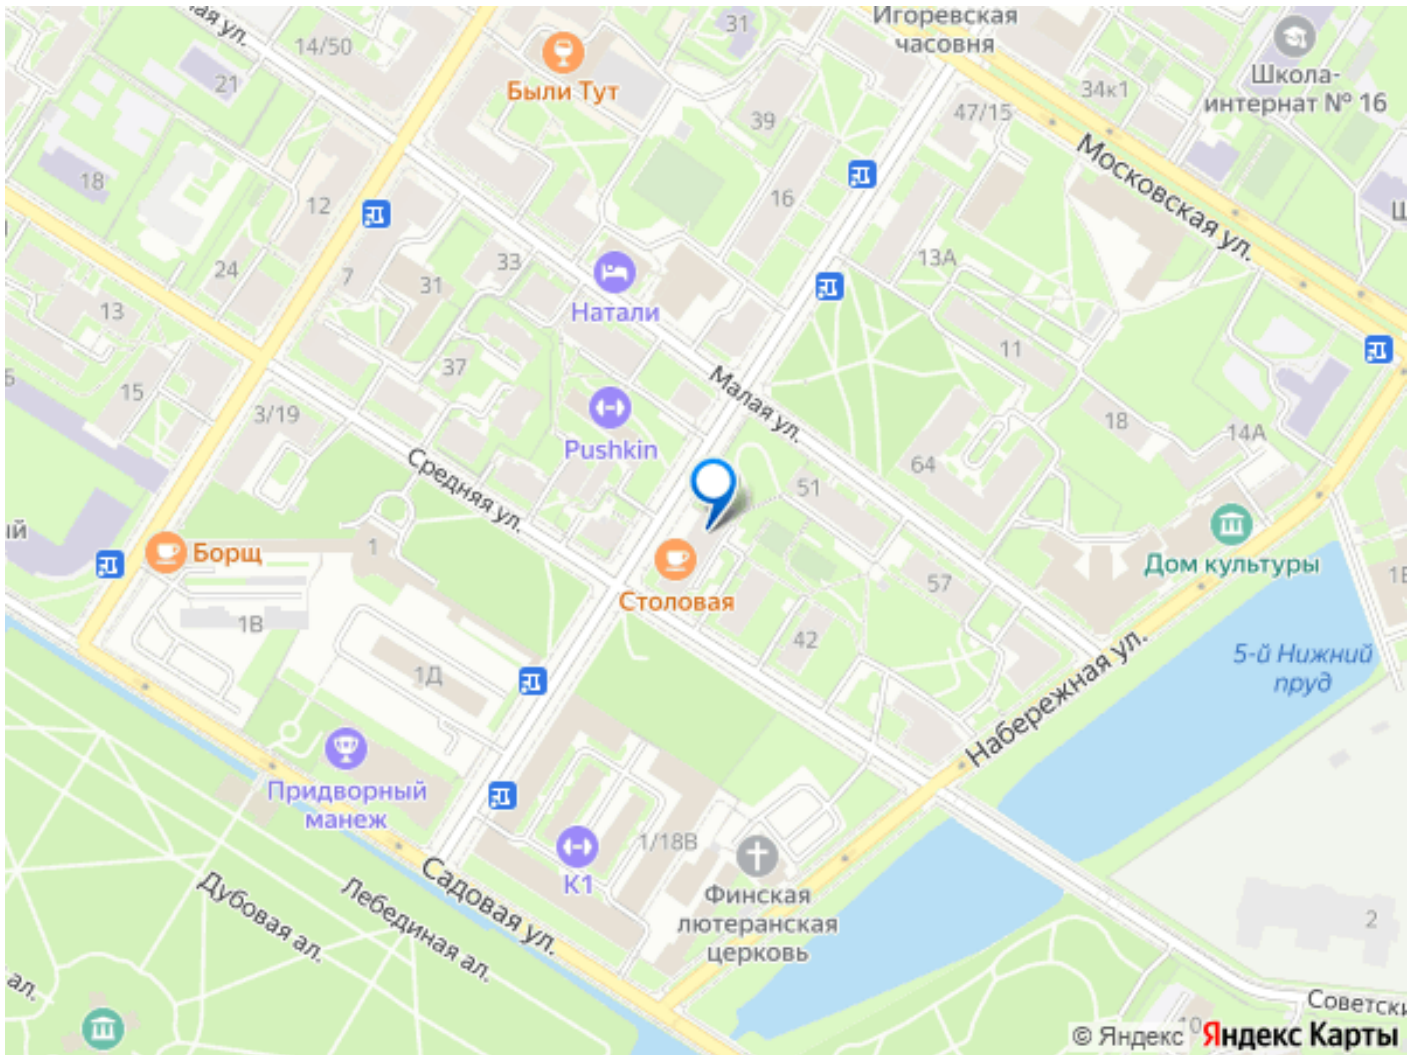 ая ул.
14/50
31
Игоревская
часовня
21
Были Тут
34к1
Школа-
интернат № 16
47/15
39
Московская ул.
18
12
16
24
7
31
33
Натали
13А
13
37
11
15
3/19
Pushkin
Малая ул.
18
14А
64
Средняя ул.
51
ый
Борщ
1
Столовая
57
Дом культуры
1В
42
1Д
5-й Нижний
пруд
Набережная ул.
Придворный
манеж
К1
1/18В
Садовая ул.
Дубовая ал.
Лебединая ал.
Финская
лютеранская
церковь
2
ал.
Советски
10
© Яндекс
Яндекс Карты